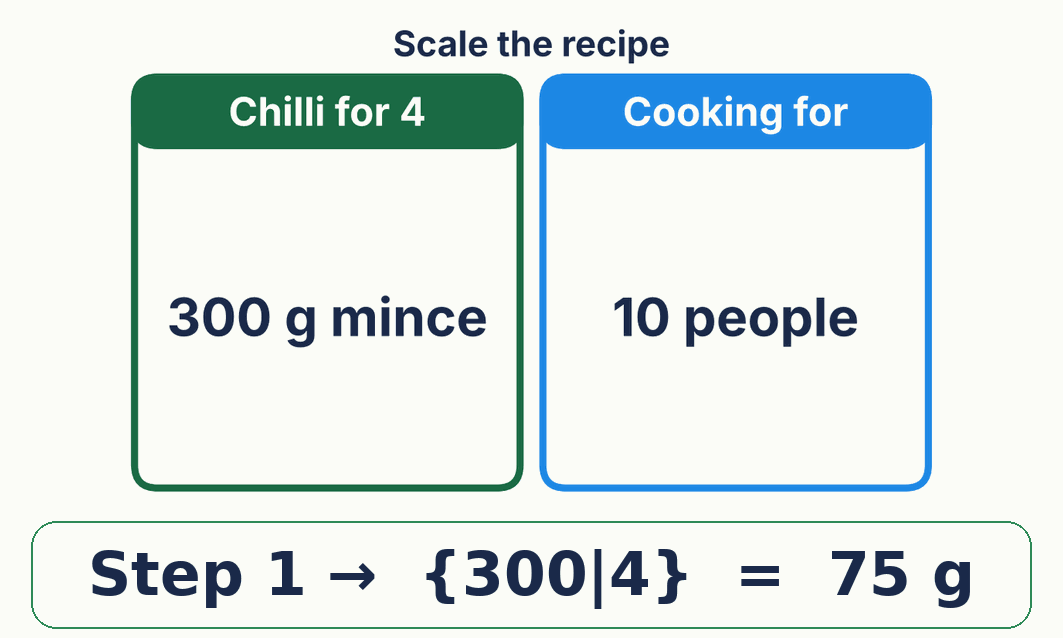 Scale the recipe
Chilli for 4
300 g mince
Cooking for
10 people
Step 1 → {300|4} = 75 g